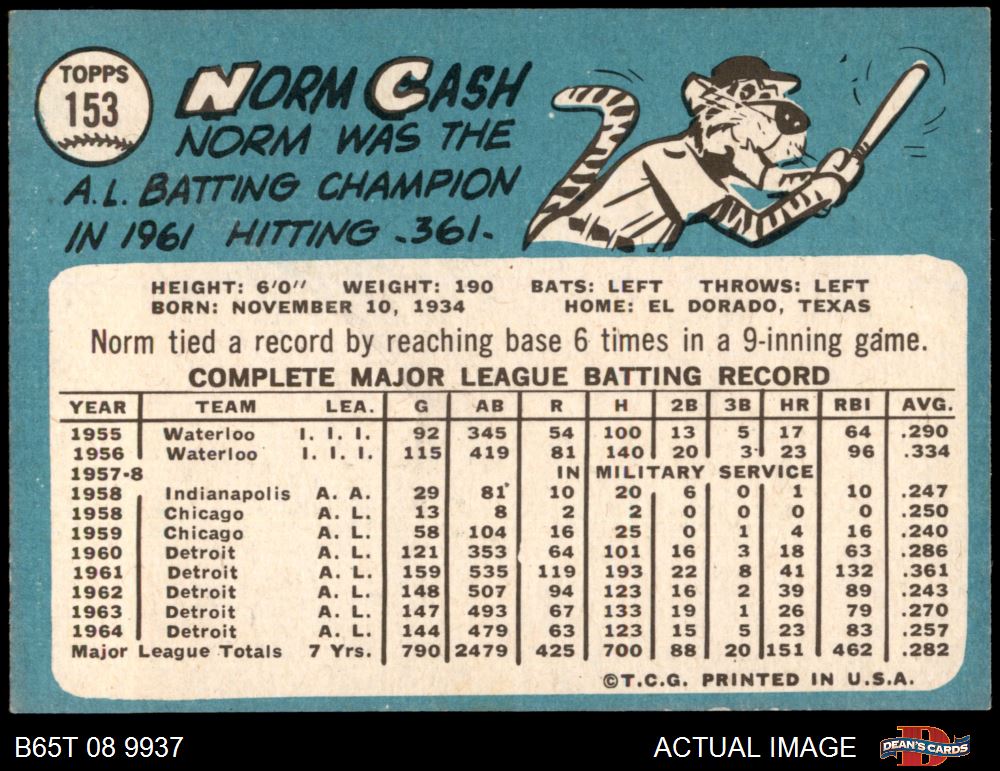 TOPPS
153
NORM CASH
NORM WAS THE
A.L. BATTING CHAMPION
IN 1961 HITTING .361.
HEIGHT: 6'0" WEIGHT: 190 BATS: LEFT THROWS: LEFT
BORN: NOVEMBER 10, 1934 HOME: EL DORADO, TEXAS
Norm tied a record by reaching base 6 times in a 9-inning game.
COMPLETE MAJOR LEAGUE BATTING RECORD
YEAR TEAM LEA. G AB R H 2B 3B HR RBI AVG.
1955 Waterloo I. I. I. 92 345 54 100 13 5 17 64 .290
1956 Waterloo I. I. I. 115 419 81 140 20 3 23 96 .334
1957-8 IN MILITARY SERVICE
1958 Indianapolis A. A. 29 81 10 20 6 0 1 10 .247
1958 Chicago A. L. 13 8 2 2 0 0 0 0 .250
1959 Chicago A. L. 58 104 16 25 0 1 4 16 .240
1960 Detroit A. L. 121 353 64 101 16 3 18 63 .286
1961 Detroit A. L. 159 535 119 193 22 8 41 132 .361
1962 Detroit A. L. 148 507 94 123 16 2 39 89 .243
1963 Detroit A. L. 147 493 67 133 19 1 26 79 .270
1964 Detroit A. L. 144 479 63 123 15 5 23 83 .257
Major League Totals 7 Yrs. 790 2479 425 700 88 20 151 462 .282
©T.C.G. PRINTED IN U.S.A.
B65T 08 9937 ACTUAL IMAGE DEAN'S CARDS